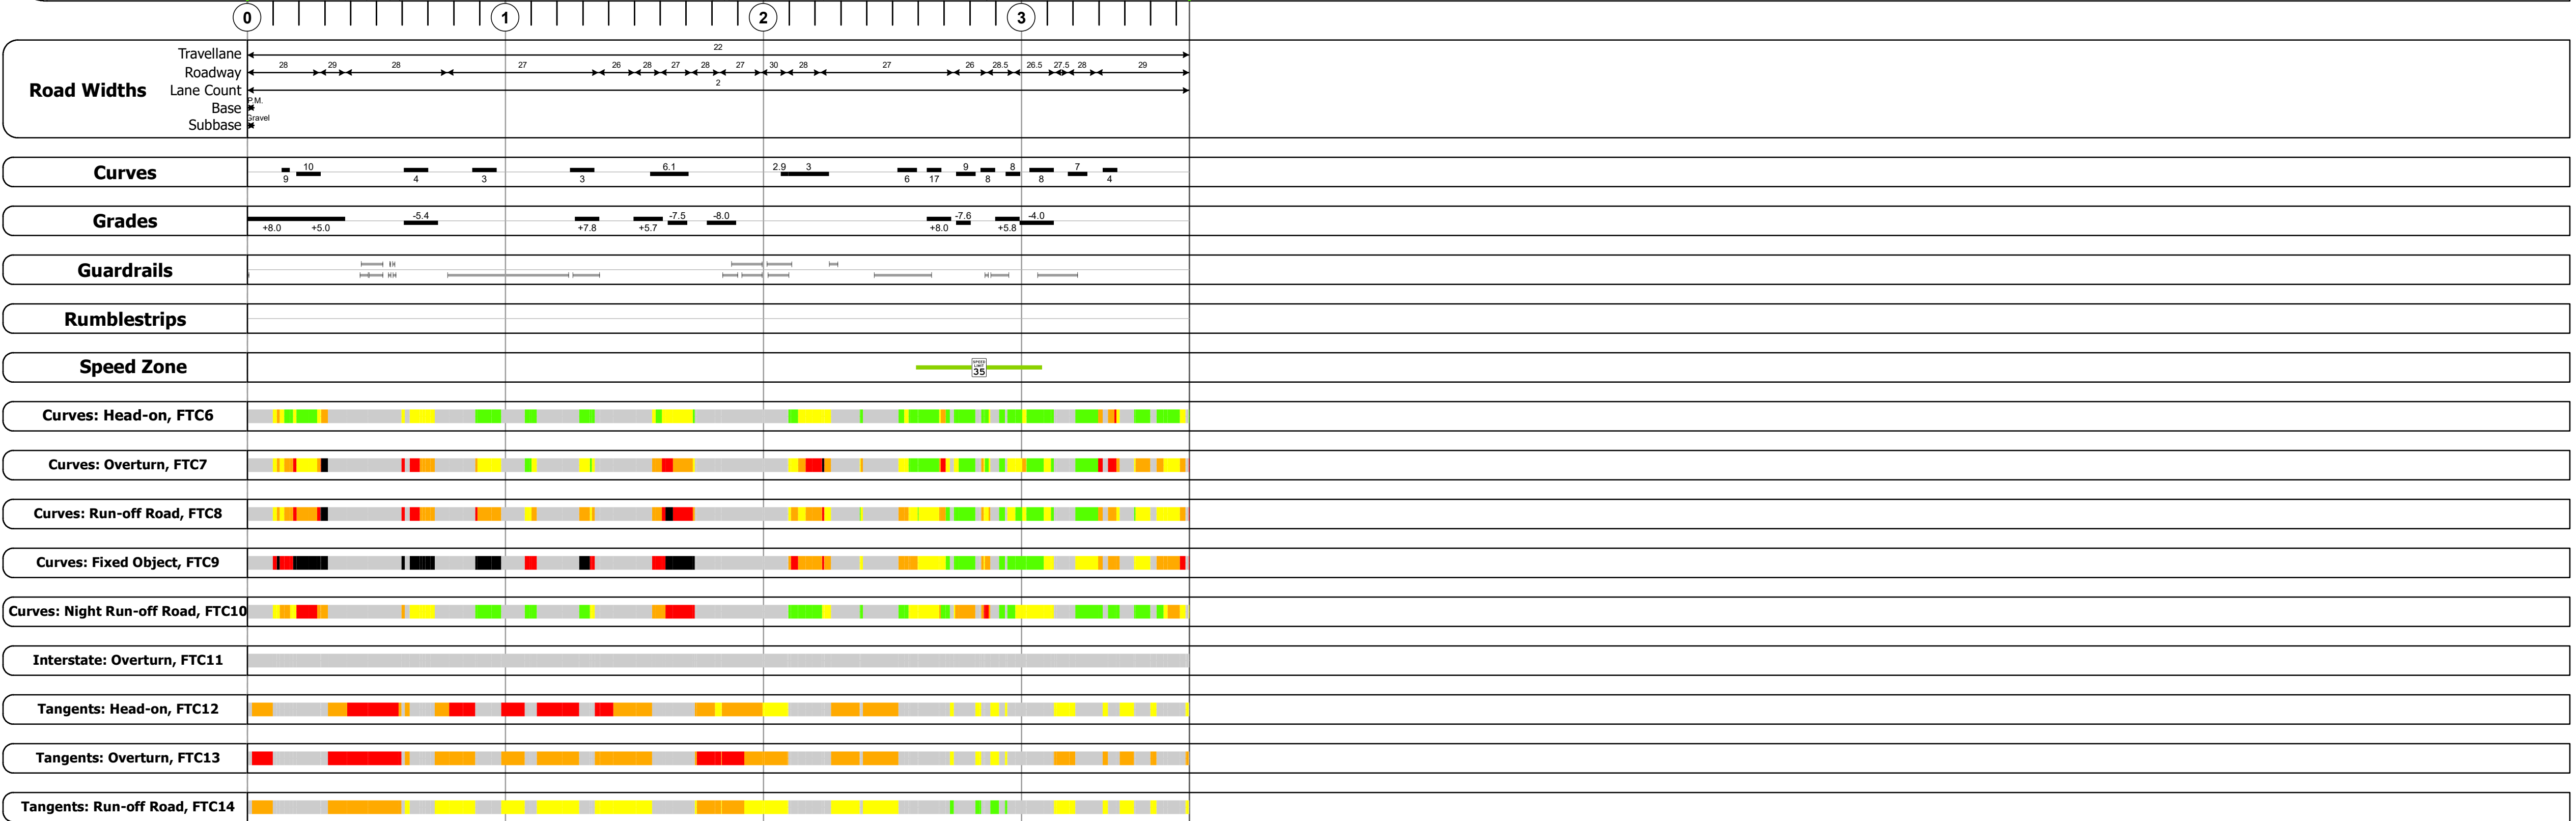 0 1 2 3
Travellane 22
Roadway 28 29 28 27 26 28 27 28 27 30 28 27 26 28.5 26.5 27.5 28 29
Road Widths
Lane Count 2
Base P.M.
Subbase Gravel
10 6.1 2.9 3 9 8 7
Curves
9 4 3 3 6 17 8 8 4
-5.4 -7.5 -8.0 -7.6 -4.0
Grades
+8.0 +5.0 +7.8 +5.7 +8.0 +5.8
Guardrails
Rumblestrips
Speed Zone SPEED LIMIT 35
Curves: Head-on, FTC6
Curves: Overturn, FTC7
Curves: Run-off Road, FTC8
Curves: Fixed Object, FTC9
Curves: Night Run-off Road, FTC10
Interstate: Overturn, FTC11
Tangents: Head-on, FTC12
Tangents: Overturn, FTC13
Tangents: Run-off Road, FTC14